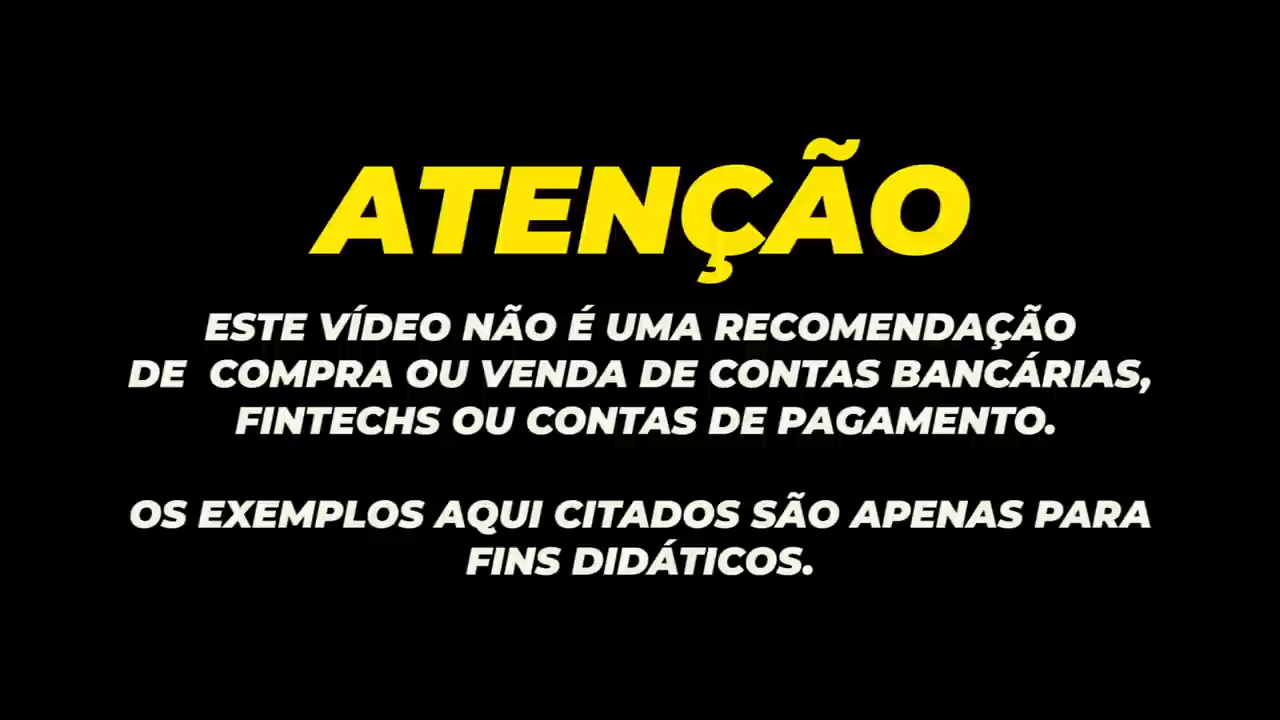 ATENÇÃO
ESTE VÍDEO NÃO É UMA RECOMENDAÇÃO
DE COMPRA OU VENDA DE CONTAS BANCÁRIAS,
FINTECHS OU CONTAS DE PAGAMENTO.
OS EXEMPLOS AQUI CITADOS SÃO APENAS PARA
FINS DIDÁTICOS.